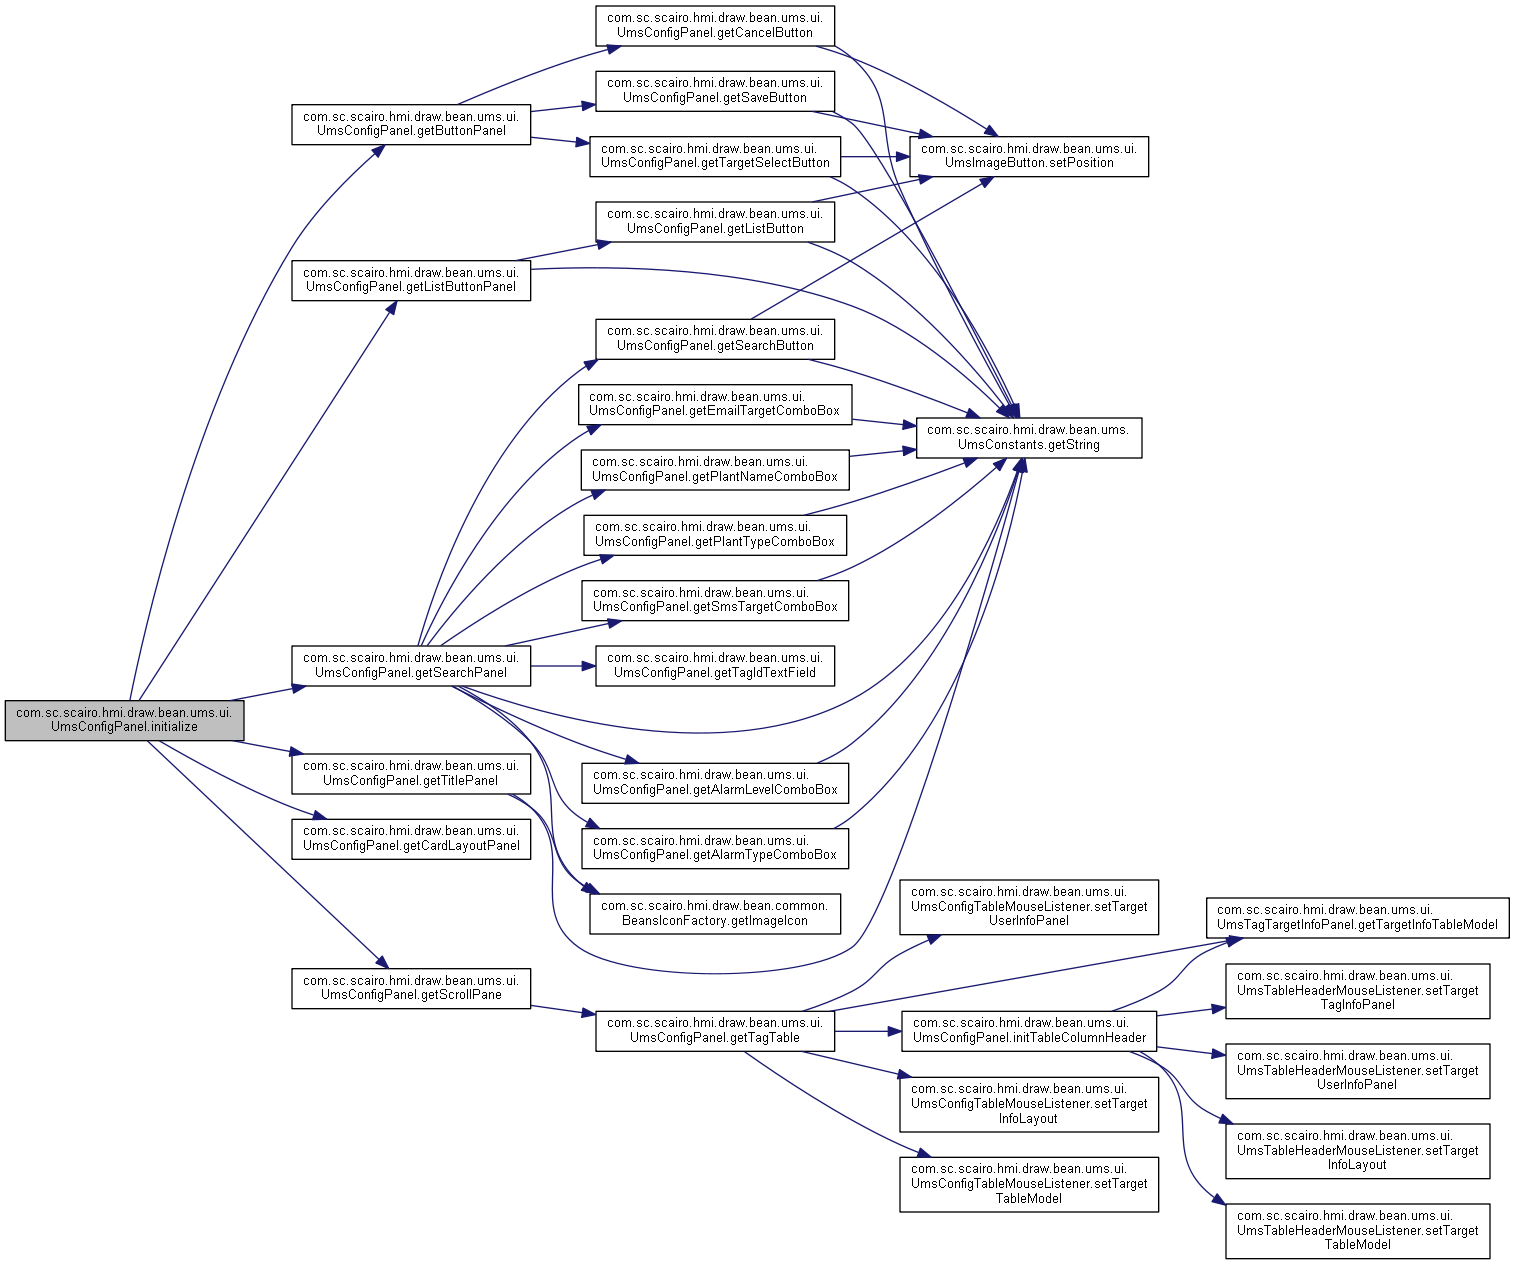 com.sc.scairo.hmi.draw.bean.ums.ui.
UmsConfigPanel.initialize
com.sc.scairo.hmi.draw.bean.ums.ui.
UmsConfigPanel.getButtonPanel
com.sc.scairo.hmi.draw.bean.ums.ui.
UmsConfigPanel.getListButtonPanel
com.sc.scairo.hmi.draw.bean.ums.ui.
UmsConfigPanel.getSearchPanel
com.sc.scairo.hmi.draw.bean.ums.ui.
UmsConfigPanel.getTitlePanel
com.sc.scairo.hmi.draw.bean.ums.ui.
UmsConfigPanel.getCardLayoutPanel
com.sc.scairo.hmi.draw.bean.ums.ui.
UmsConfigPanel.getScrollPane
com.sc.scairo.hmi.draw.bean.ums.ui.
UmsConfigPanel.getCancelButton
com.sc.scairo.hmi.draw.bean.ums.ui.
UmsConfigPanel.getSaveButton
com.sc.scairo.hmi.draw.bean.ums.ui.
UmsConfigPanel.getTargetSelectButton
com.sc.scairo.hmi.draw.bean.ums.ui.
UmsConfigPanel.getListButton
com.sc.scairo.hmi.draw.bean.ums.ui.
UmsConfigPanel.getSearchButton
com.sc.scairo.hmi.draw.bean.ums.ui.
UmsConfigPanel.getEmailTargetComboBox
com.sc.scairo.hmi.draw.bean.ums.ui.
UmsConfigPanel.getPlantNameComboBox
com.sc.scairo.hmi.draw.bean.ums.ui.
UmsConfigPanel.getPlantTypeComboBox
com.sc.scairo.hmi.draw.bean.ums.ui.
UmsConfigPanel.getSmsTargetComboBox
com.sc.scairo.hmi.draw.bean.ums.ui.
UmsConfigPanel.getTagIdTextField
com.sc.scairo.hmi.draw.bean.ums.ui.
UmsConfigPanel.getAlarmLevelComboBox
com.sc.scairo.hmi.draw.bean.ums.ui.
UmsConfigPanel.getAlarmTypeComboBox
com.sc.scairo.hmi.draw.bean.common.
BeansIconFactory.getImageIcon
com.sc.scairo.hmi.draw.bean.ums.ui.
UmsConfigPanel.getTagTable
com.sc.scairo.hmi.draw.bean.ums.ui.
UmsImageButton.setPosition
com.sc.scairo.hmi.draw.bean.ums.
UmsConstants.getString
com.sc.scairo.hmi.draw.bean.ums.ui.
UmsConfigTableMouseListener.setTarget
UserInfoPanel
com.sc.scairo.hmi.draw.bean.ums.ui.
UmsConfigPanel.initTableColumnHeader
com.sc.scairo.hmi.draw.bean.ums.ui.
UmsConfigTableMouseListener.setTarget
InfoLayout
com.sc.scairo.hmi.draw.bean.ums.ui.
UmsConfigTableMouseListener.setTarget
TableModel
com.sc.scairo.hmi.draw.bean.ums.ui.
UmsTagTargetInfoPanel.getTargetInfoTableModel
com.sc.scairo.hmi.draw.bean.ums.ui.
UmsTableHeaderMouseListener.setTarget
TagInfoPanel
com.sc.scairo.hmi.draw.bean.ums.ui.
UmsTableHeaderMouseListener.setTarget
UserInfoPanel
com.sc.scairo.hmi.draw.bean.ums.ui.
UmsTableHeaderMouseListener.setTarget
InfoLayout
com.sc.scairo.hmi.draw.bean.ums.ui.
UmsTableHeaderMouseListener.setTarget
TableModel